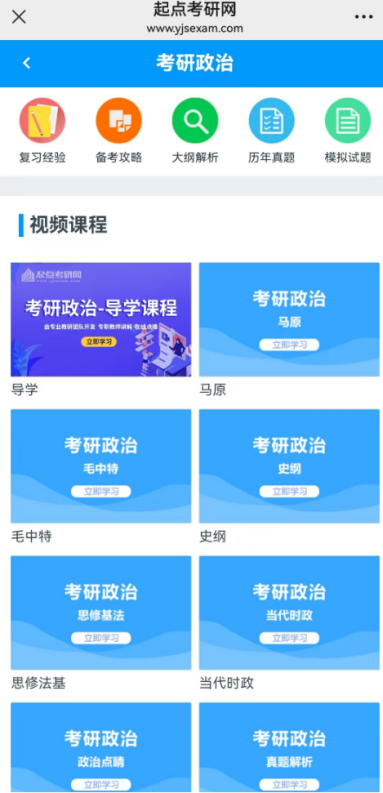 起点考研网
www.yjsexam.com
考研政治
复习经验 备考攻略 大纲解析 历年真题 模拟试题
视频课程
起点考研网
考研政治-导学课程
立即学习
考研政治
马原
立即学习
导学
马原
考研政治
毛中特
立即学习
考研政治
史纲
立即学习
毛中特
史纲
考研政治
思修基法
立即学习
考研政治
当代时政
立即学习
思修法基
当代时政
考研政治
政治点睛
立即学习
考研政治
真题解析
立即学习